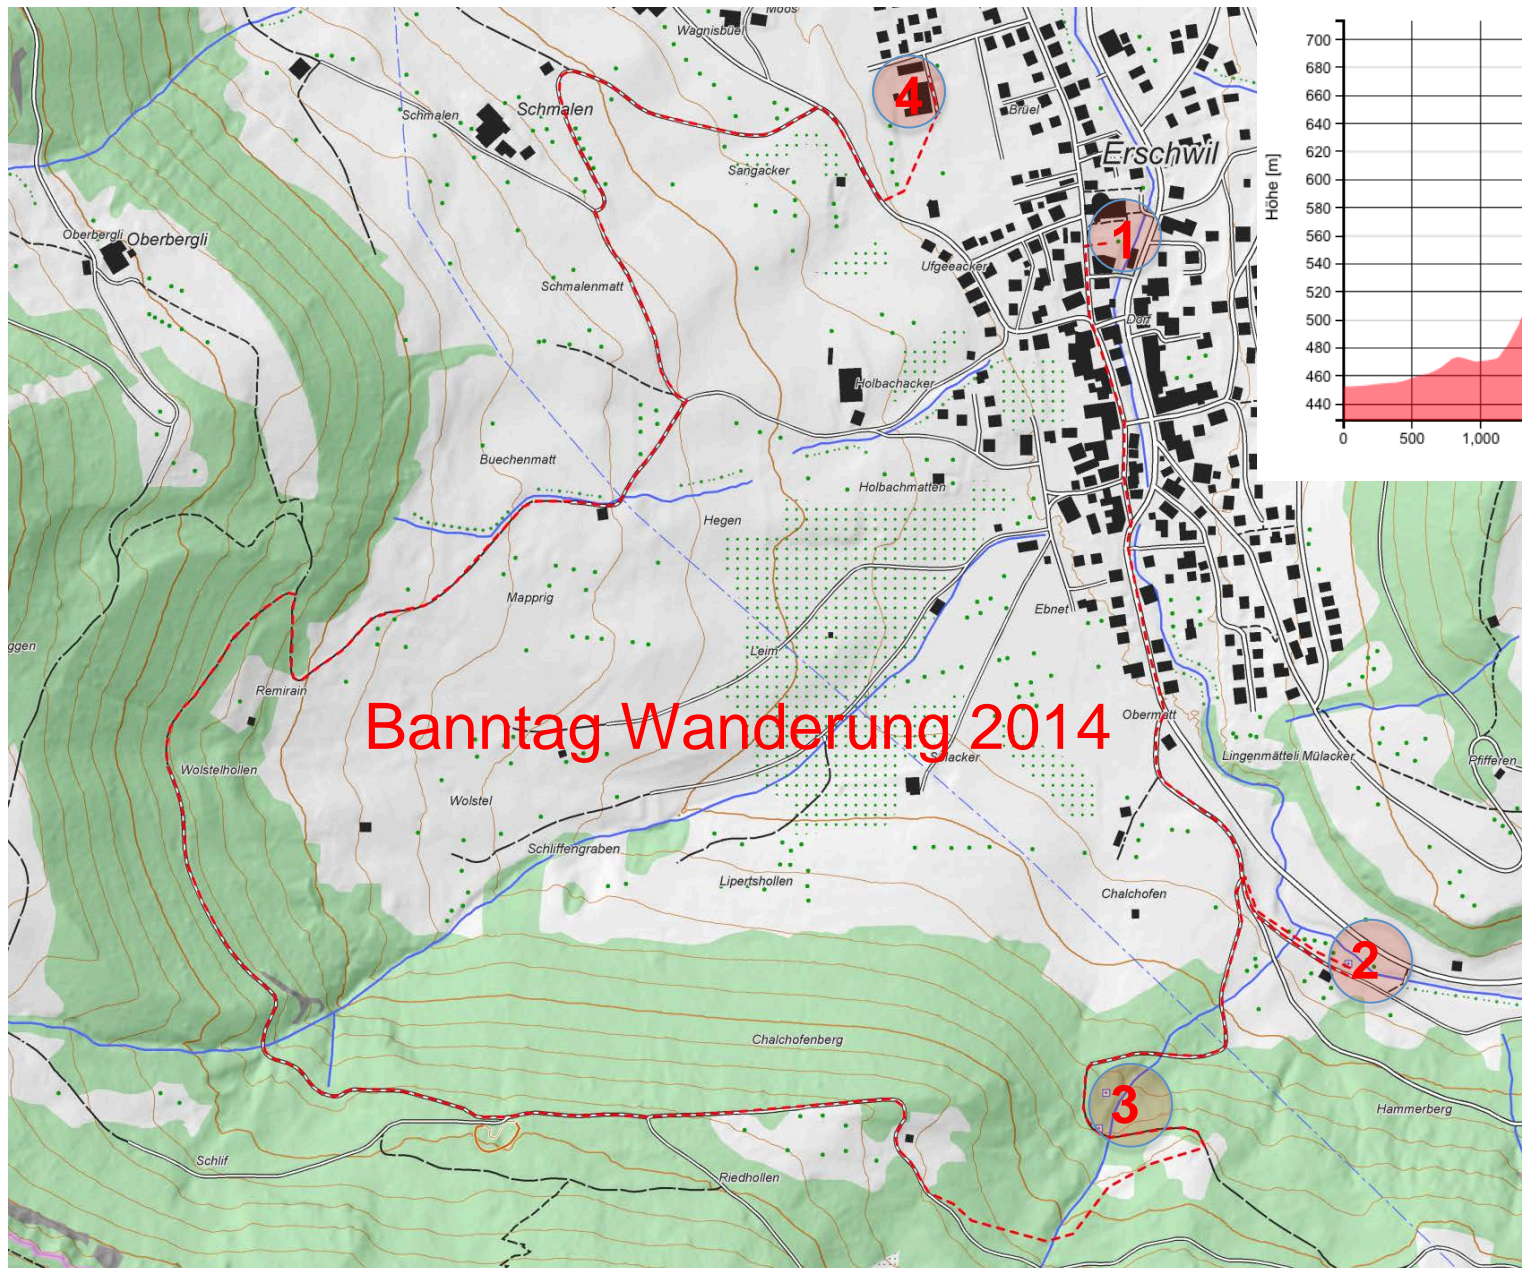 Moos
Wagnisbüel
700
680
660
640
620
600
580
560
540
520
500
480
460
440
Höhe [m]
0
500
1,000
4
Schmalen
Schmalen
Brüel
Erschwil
Sangacker
1
Oberbergli
Oberbergli
Ufgeeacker
Schmalenmatt
Dorf
Holbachacker
Buechenmatt
Holbachmatten
Hegen
Mapprig
Ebnet
ggen
Leim
Remirain
Banntag Wanderung 2014
Obermatt
Lingenmätteli Mülacker
Pfifferen
Wolstelhollen
Wolstel
Schliffengraben
Lipertshollen
Chalchofen
2
Chalchofenberg
3
Hammerberg
Schlif
Riedhollen